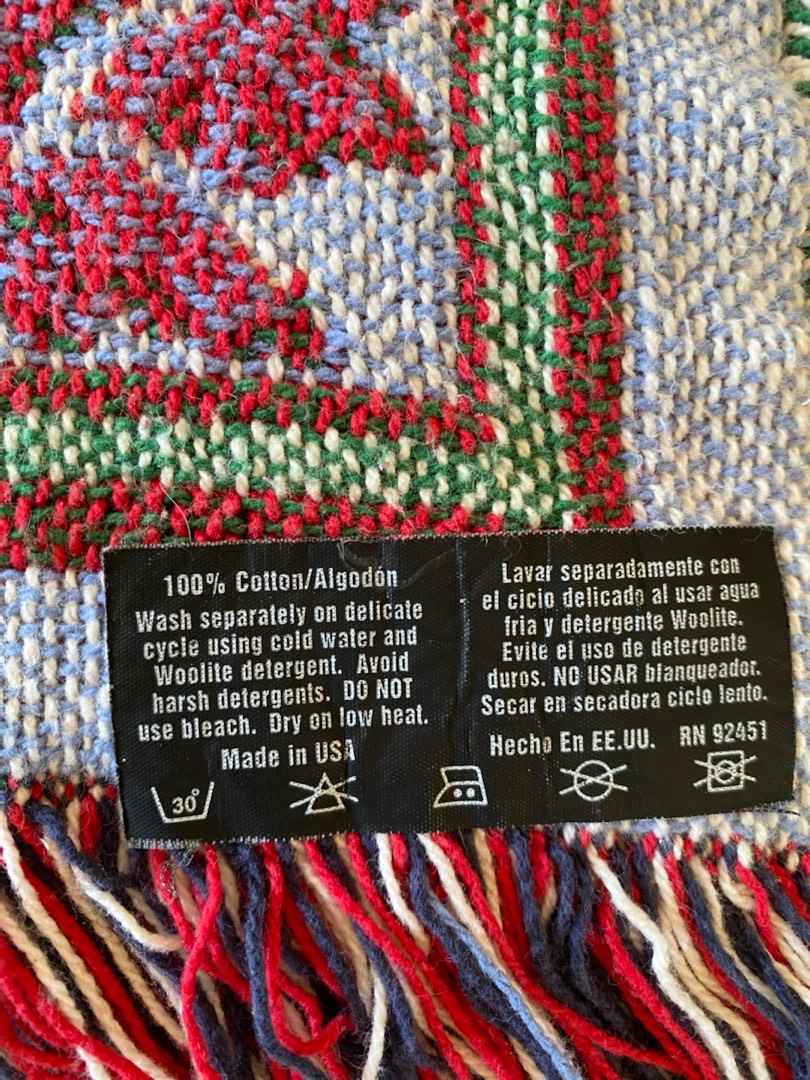 100% Cotton/Algodón
Wash separately on delicate
cycle using cold water and
Woolite detergent. Avoid
harsh detergents. DO NOT
use bleach. Dry on low heat.
Made in USA
30°
Lavar separadamente con
el ciclo delicado al usar agua
fria y detergente Woolite.
Evite el uso de detergente
duros. NO USAR blanqueador.
Secar en secadora ciclo lento.
Hecho En EE.UU. RN 92451